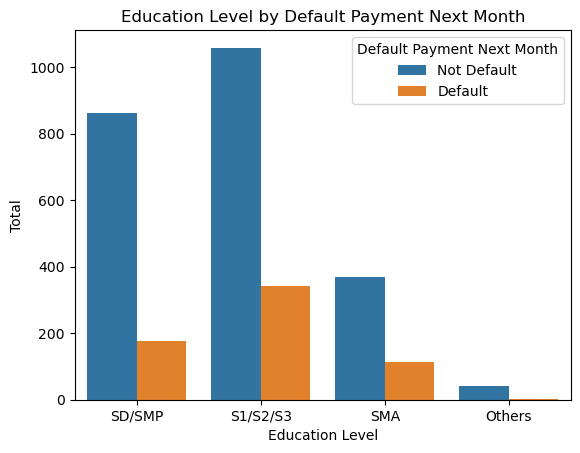 Education Level by Default Payment Next Month
Default Payment Next Month
Not Default
Default
1000
800
600
400
200
0
Total
SD/SMP
S1/S2/S3
SMA
Others
Education Level